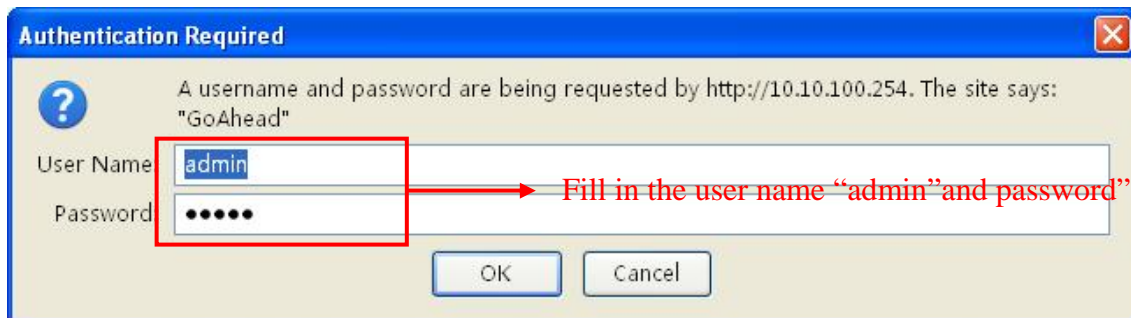 Authentication Required
A username and password are being requested by http://10.10.100.254. The site says:
"GoAhead"
User Name: admin
Fill in the user name “admin”and password”
Password: •••••
OK Cancel